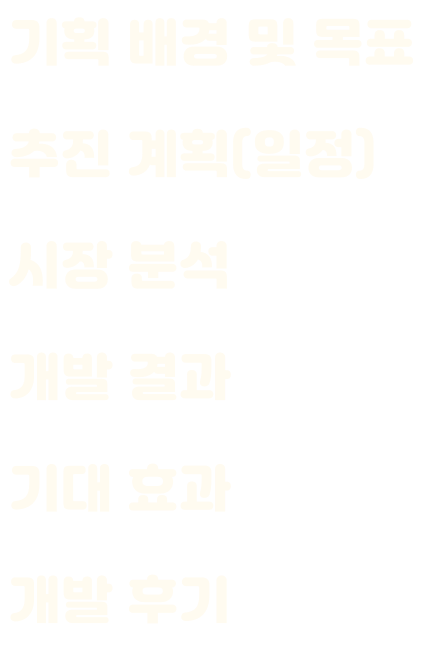 기획 배경 및 목표
추진 계획(일정)
시장 분석
개발 결과
기대 효과
개발 후기